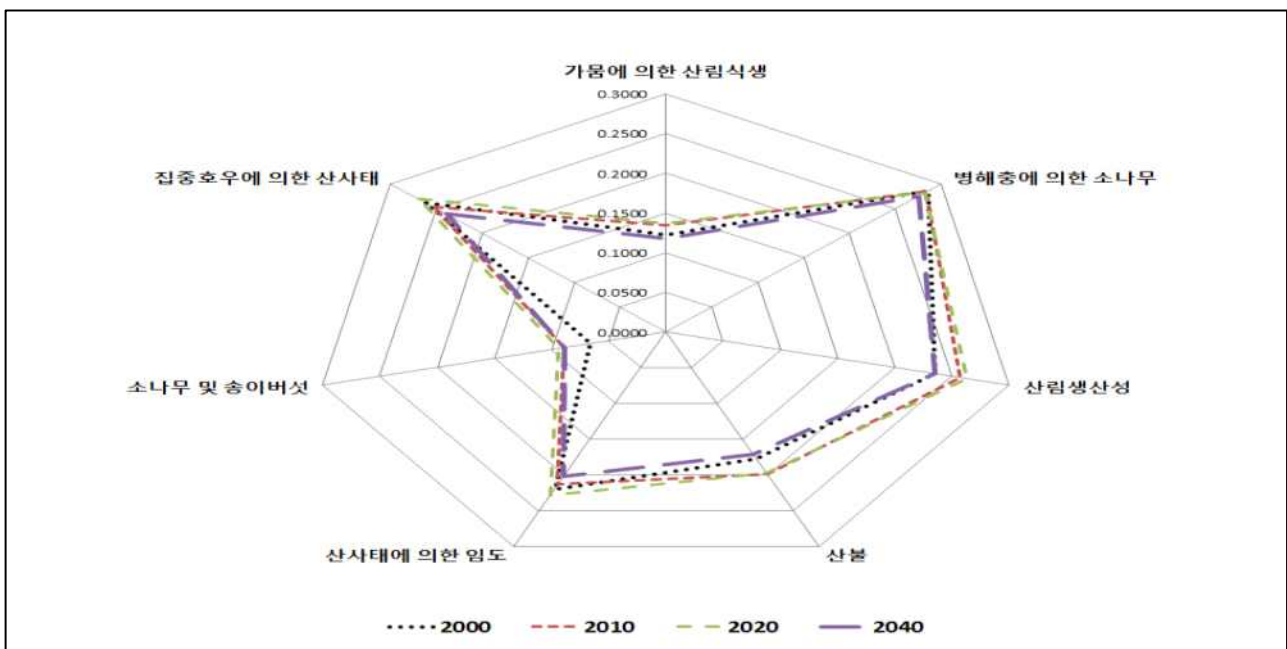 가뭄에 의한 산림식생
0.3000
0.2500
0.2000
0.1500
0.1000
0.0500
0.0000
집중호우에 의한 산사태
병해충에 의한 소나무
소나무 및 송이버섯
산림생산성
산사태에 의한 임도
산불
2000 2010 2020 2040